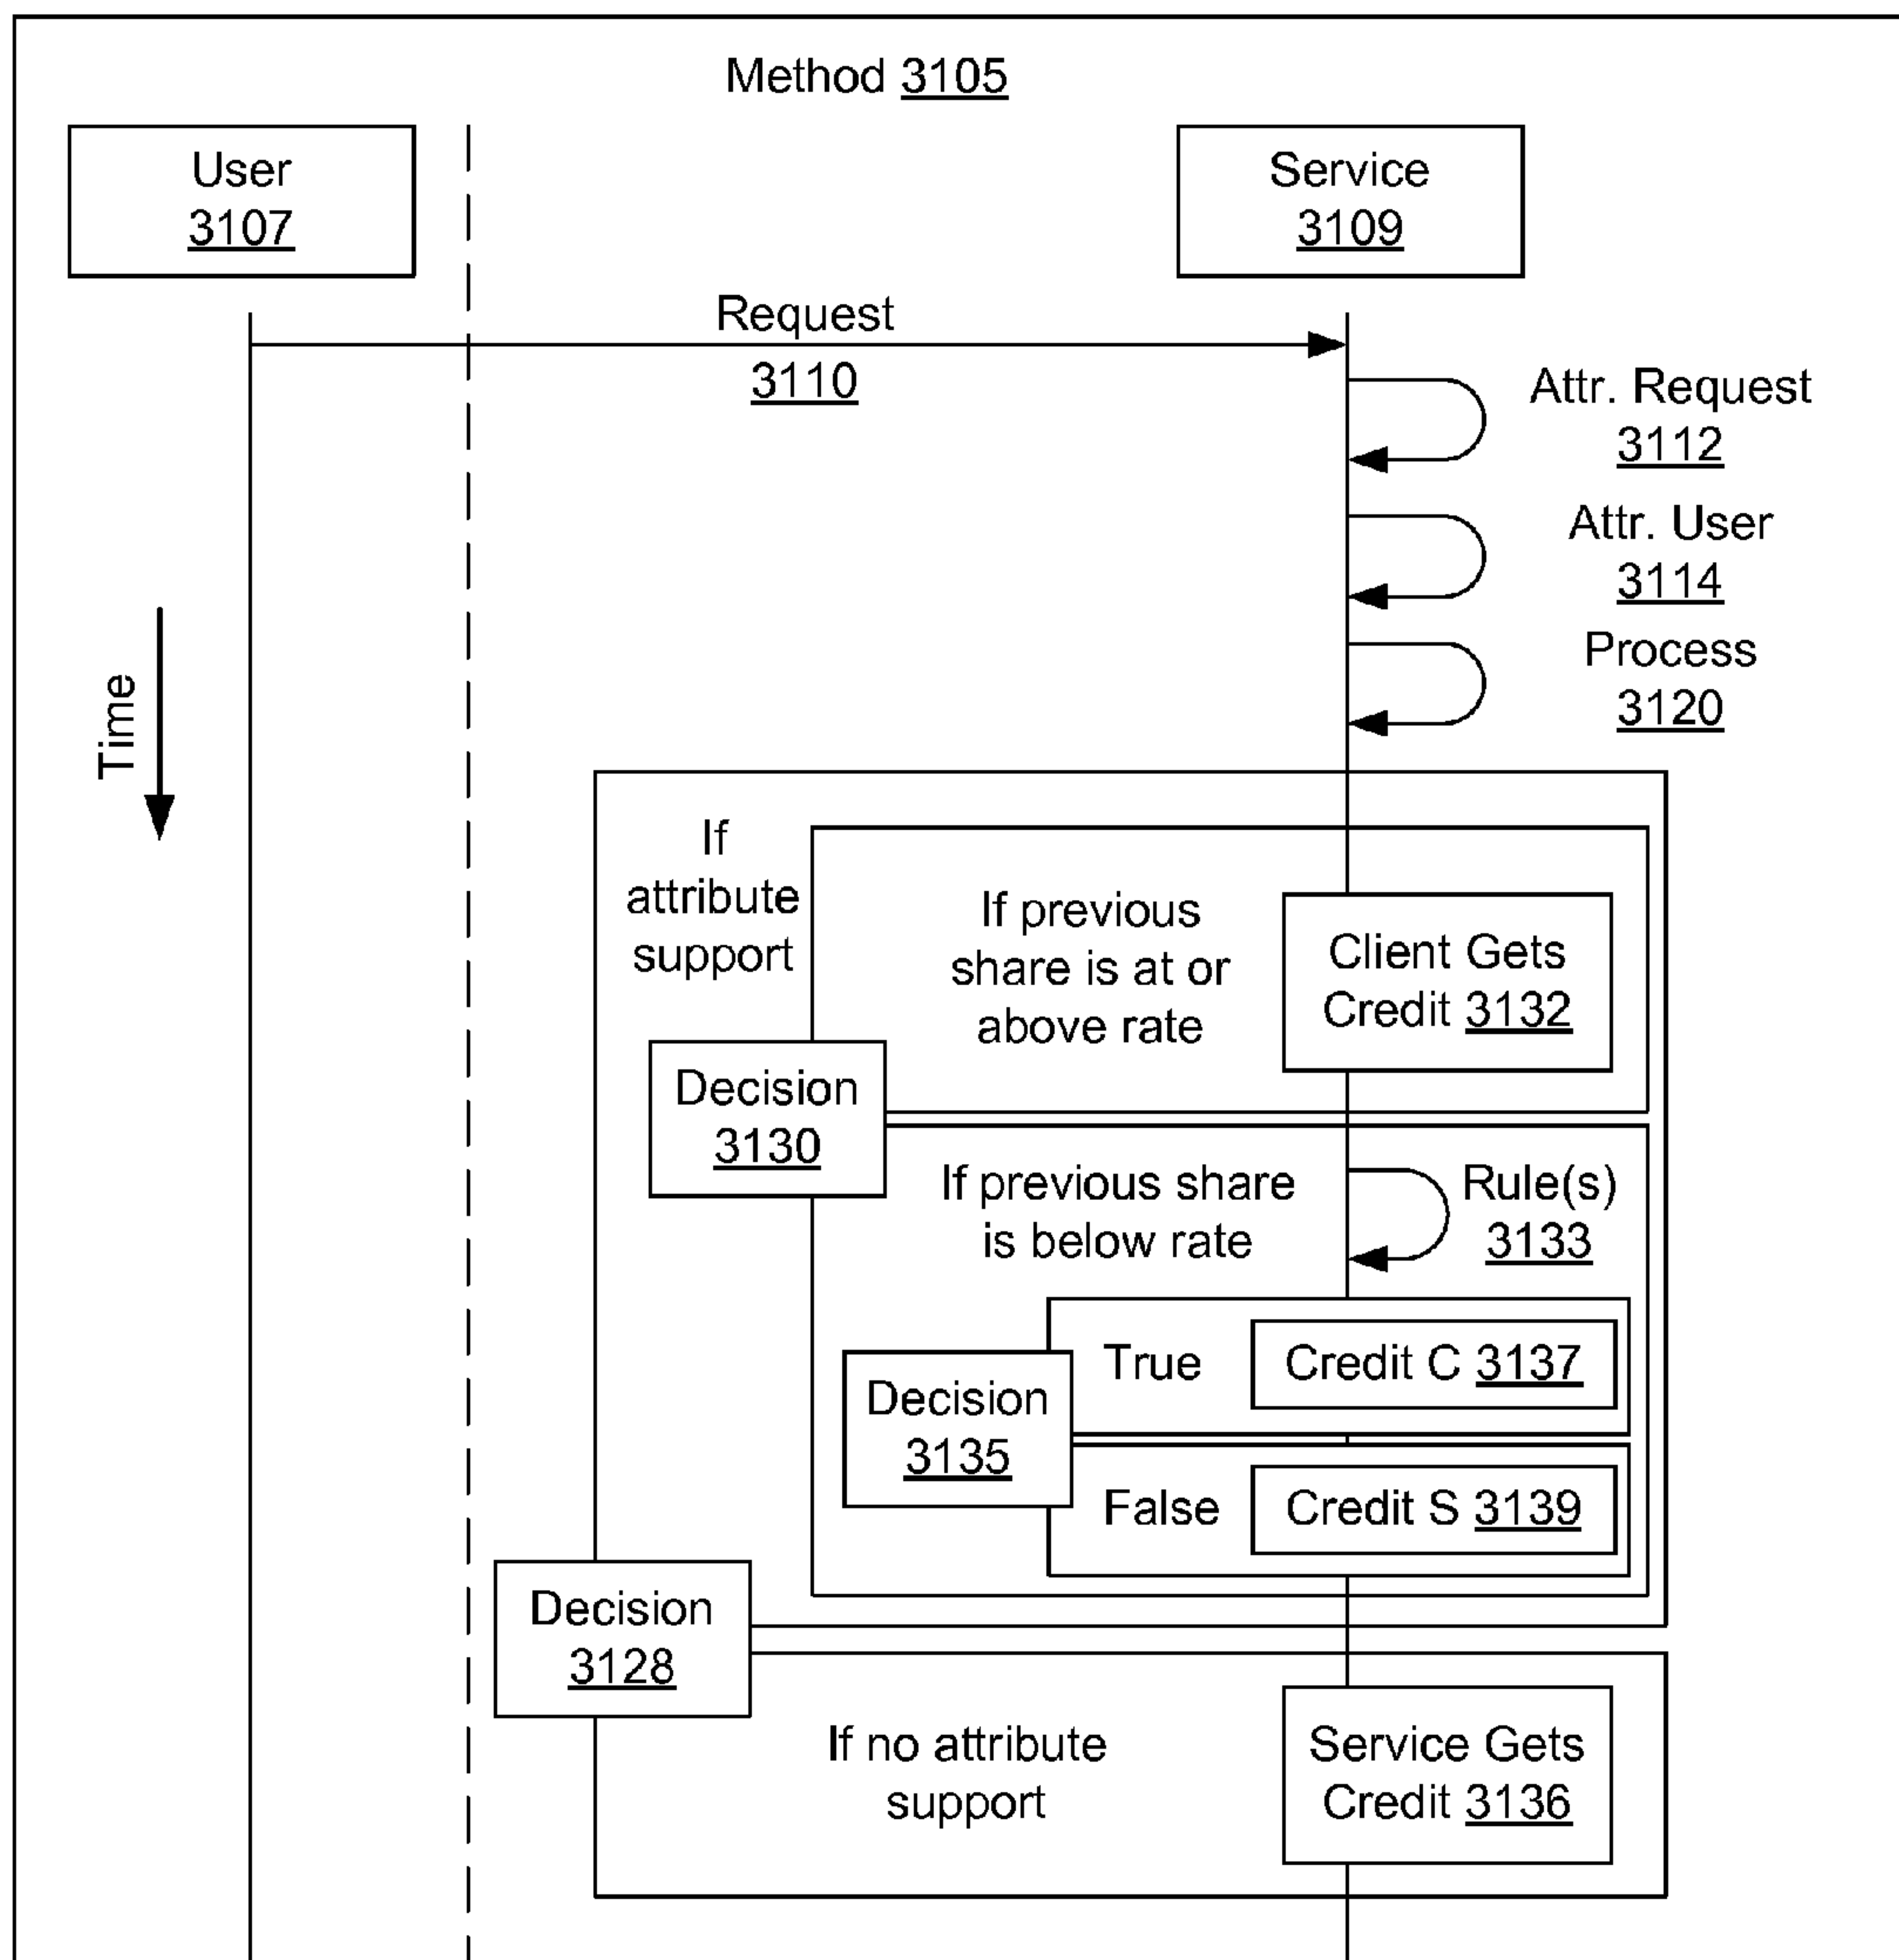 Method 3105
User
3107
Service
3109
Request
3110
Attr. Request
3112
Attr. User
3114
Process
3120
Time
If
attribute
support
If previous
share is at or
above rate
Client Gets
Credit 3132
Decision
3130
If previous share
is below rate
Rule(s)
3133
True
Credit C 3137
Decision
3135
False
Credit S 3139
Decision
3128
If no attribute
support
Service Gets
Credit 3136